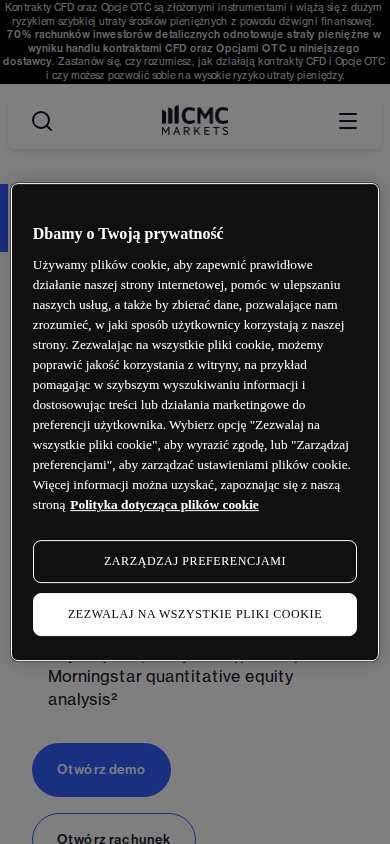 Kontrakty CFD oraz Opcje OTC są złożonymi instrumentami i wiążą się z dużym
ryzykiem szybkiej utraty środków pieniężnych z powodu dźwigni finansowej.
70% rachunków inwestorów detalicznych odnotowuje straty pieniężne w
wyniku handlu kontraktami CFD oraz Opcjami OTC u niniejszego
dostawcy. Zastanów się, czy rozumiesz, jak działają kontrakty CFD i Opcje OTC
i czy możesz pozwolić sobie na wysokie ryzyko utraty pieniędzy.
CMC
MARKETS
Dbamy o Twoją prywatność
Używamy plików cookie, aby zapewnić prawidłowe
działanie naszej strony internetowej, pomóc w ulepszaniu
naszych usług, a także by zbierać dane, pozwalające nam
zrozumieć, w jaki sposób użytkownicy korzystają z naszej
strony. Zezwalając na wszystkie pliki cookie, możemy
poprawić jakość korzystania z witryny, na przykład
pomagając w szybszym wyszukiwaniu informacji i
dostosowując treści lub działania marketingowe do
preferencji użytkownika. Wybierz opcję "Zezwalaj na
wszystkie pliki cookie", aby wyrazić zgodę, lub "Zarządzaj
preferencjami", aby zarządzać ustawieniami plików cookie.
Więcej informacji można uzyskać, zapoznając się z naszą
stroną Polityka dotycząca plików cookie
ZARZĄDZAJ PREFERENCJAMI
ZEZWALAJ NA WSZYSTKIE PLIKI COOKIE
Morningstar quantitative equity
analysis²
Otwórz demo
Otwórz rachunek